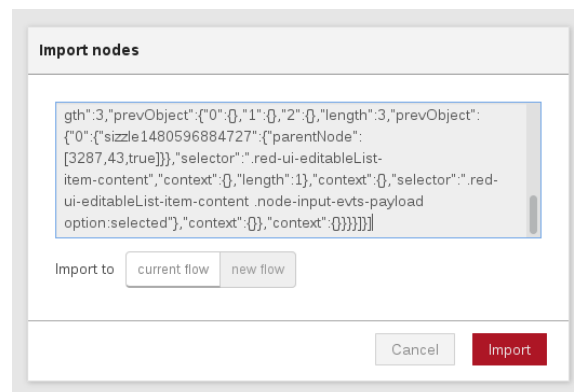 Import nodes
gth":3,"prevObject":{"0":{},"1":{},"2":{},"length":3,"prevObject":
{"0":{"sizzle1480596884727":{"parentNode":
[3287,43,true]}},"selector":".red-ui-editableList-
item-content","context":{},"length":1},"context":{},"selector":".red-
ui-editableList-item-content .node-input-evts-payload
option:selected"},"context":{}},"context":{}}}}]}]
Import to current flow new flow
Cancel Import